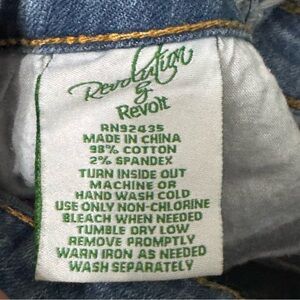 Revolution
&
Revolt
RN92435
MADE IN CHINA
98% COTTON
2% SPANDEX
TURN INSIDE OUT
MACHINE OR
HAND WASH COLD
USE ONLY NON-CHLORINE
BLEACH WHEN NEEDED
TUMBLE DRY LOW
REMOVE PROMPTLY
WARM IRON AS NEEDED
WASH SEPARATELY